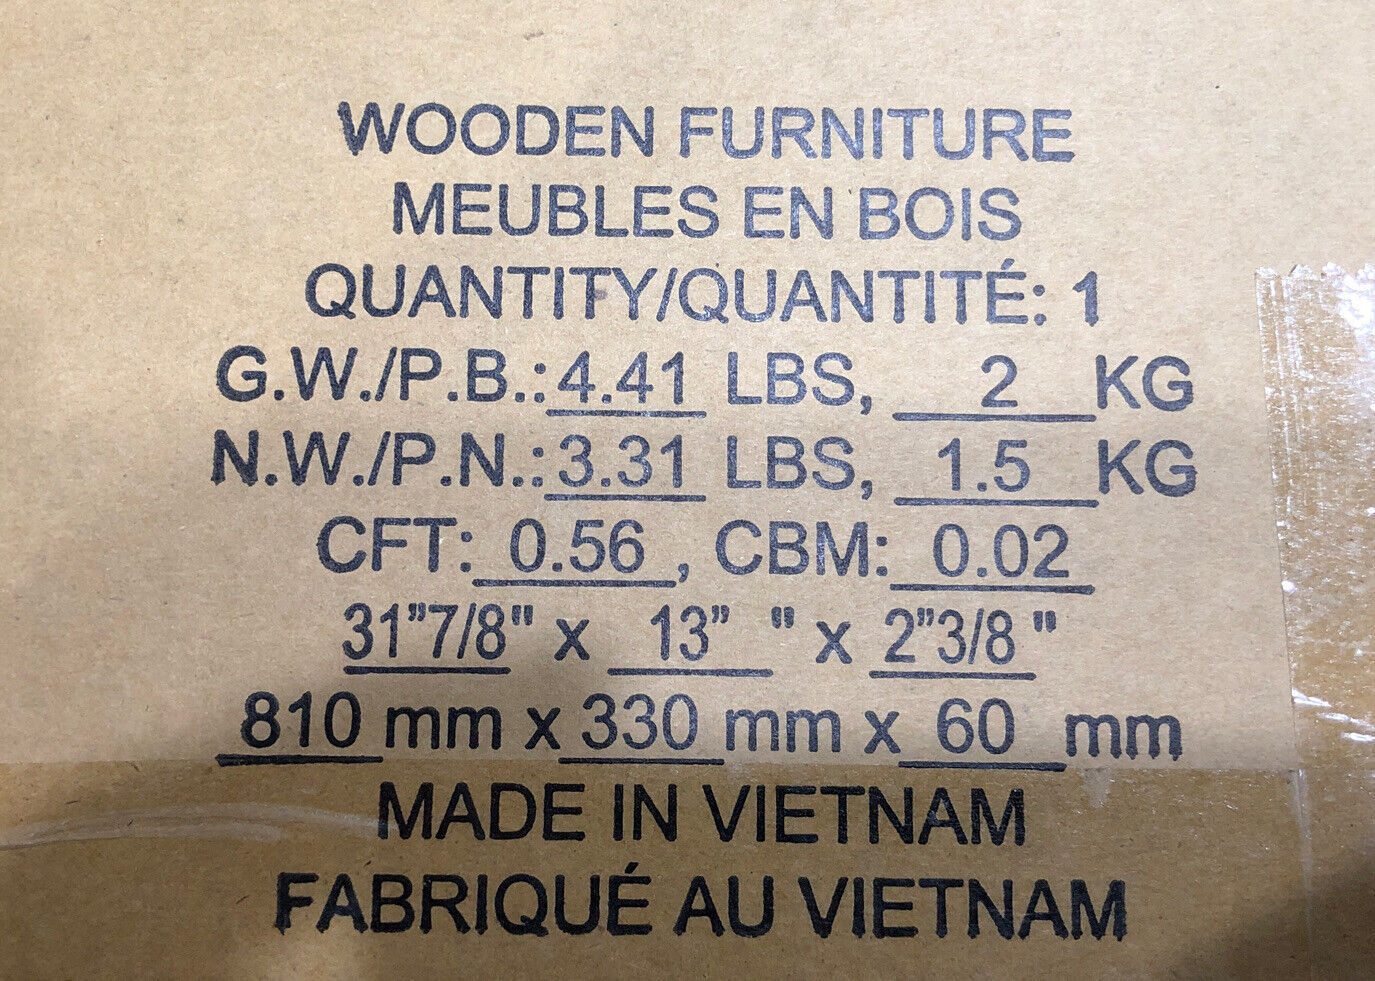 WOODEN FURNITURE
MEUBLES EN BOIS
QUANTITY/QUANTITÉ: 1
G.W./P.B.: 4.41 LBS, 2 KG
N.W./P.N.: 3.31 LBS, 1.5 KG
CFT: 0.56 , CBM: 0.02
31”7/8" x 13” " x 2”3/8 "
810 mm x 330 mm x 60 mm
MADE IN VIETNAM
FABRIQUÉ AU VIETNAM